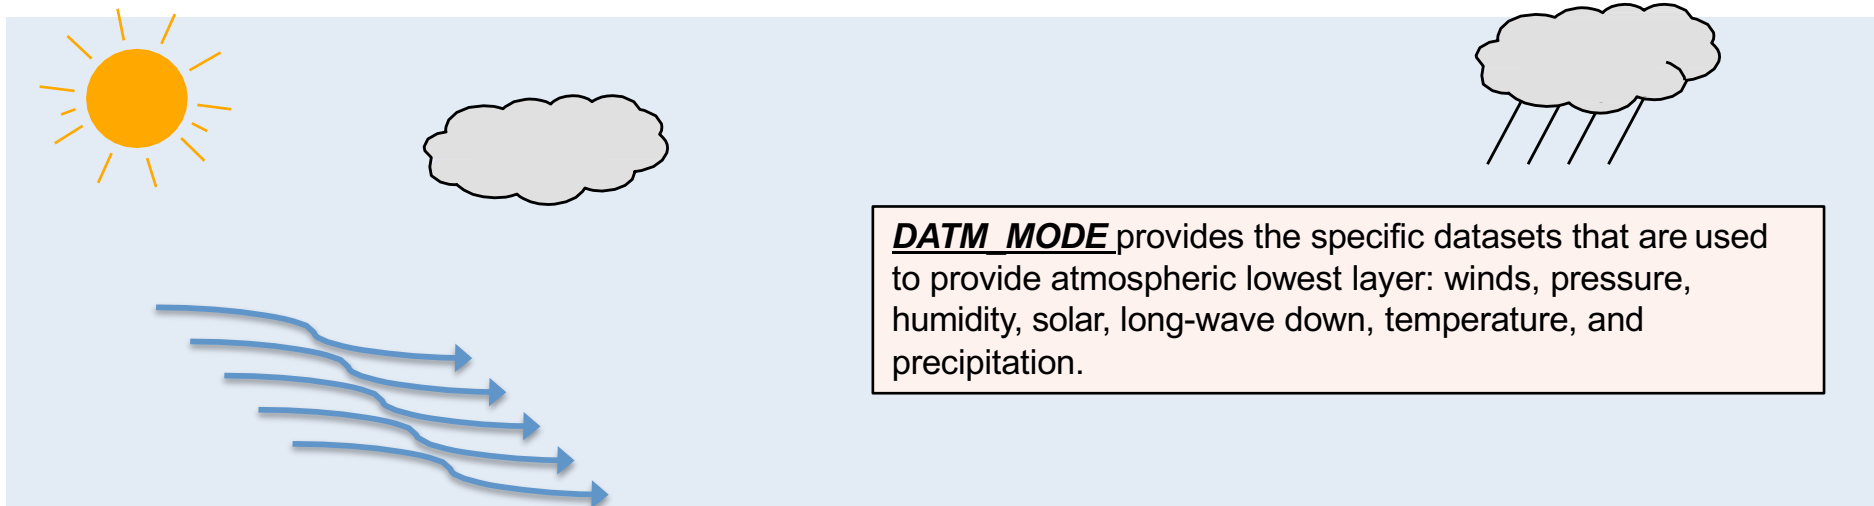 DATM_MODE provides the specific datasets that are used
to provide atmospheric lowest layer: winds, pressure,
humidity, solar, long-wave down, temperature, and
precipitation.